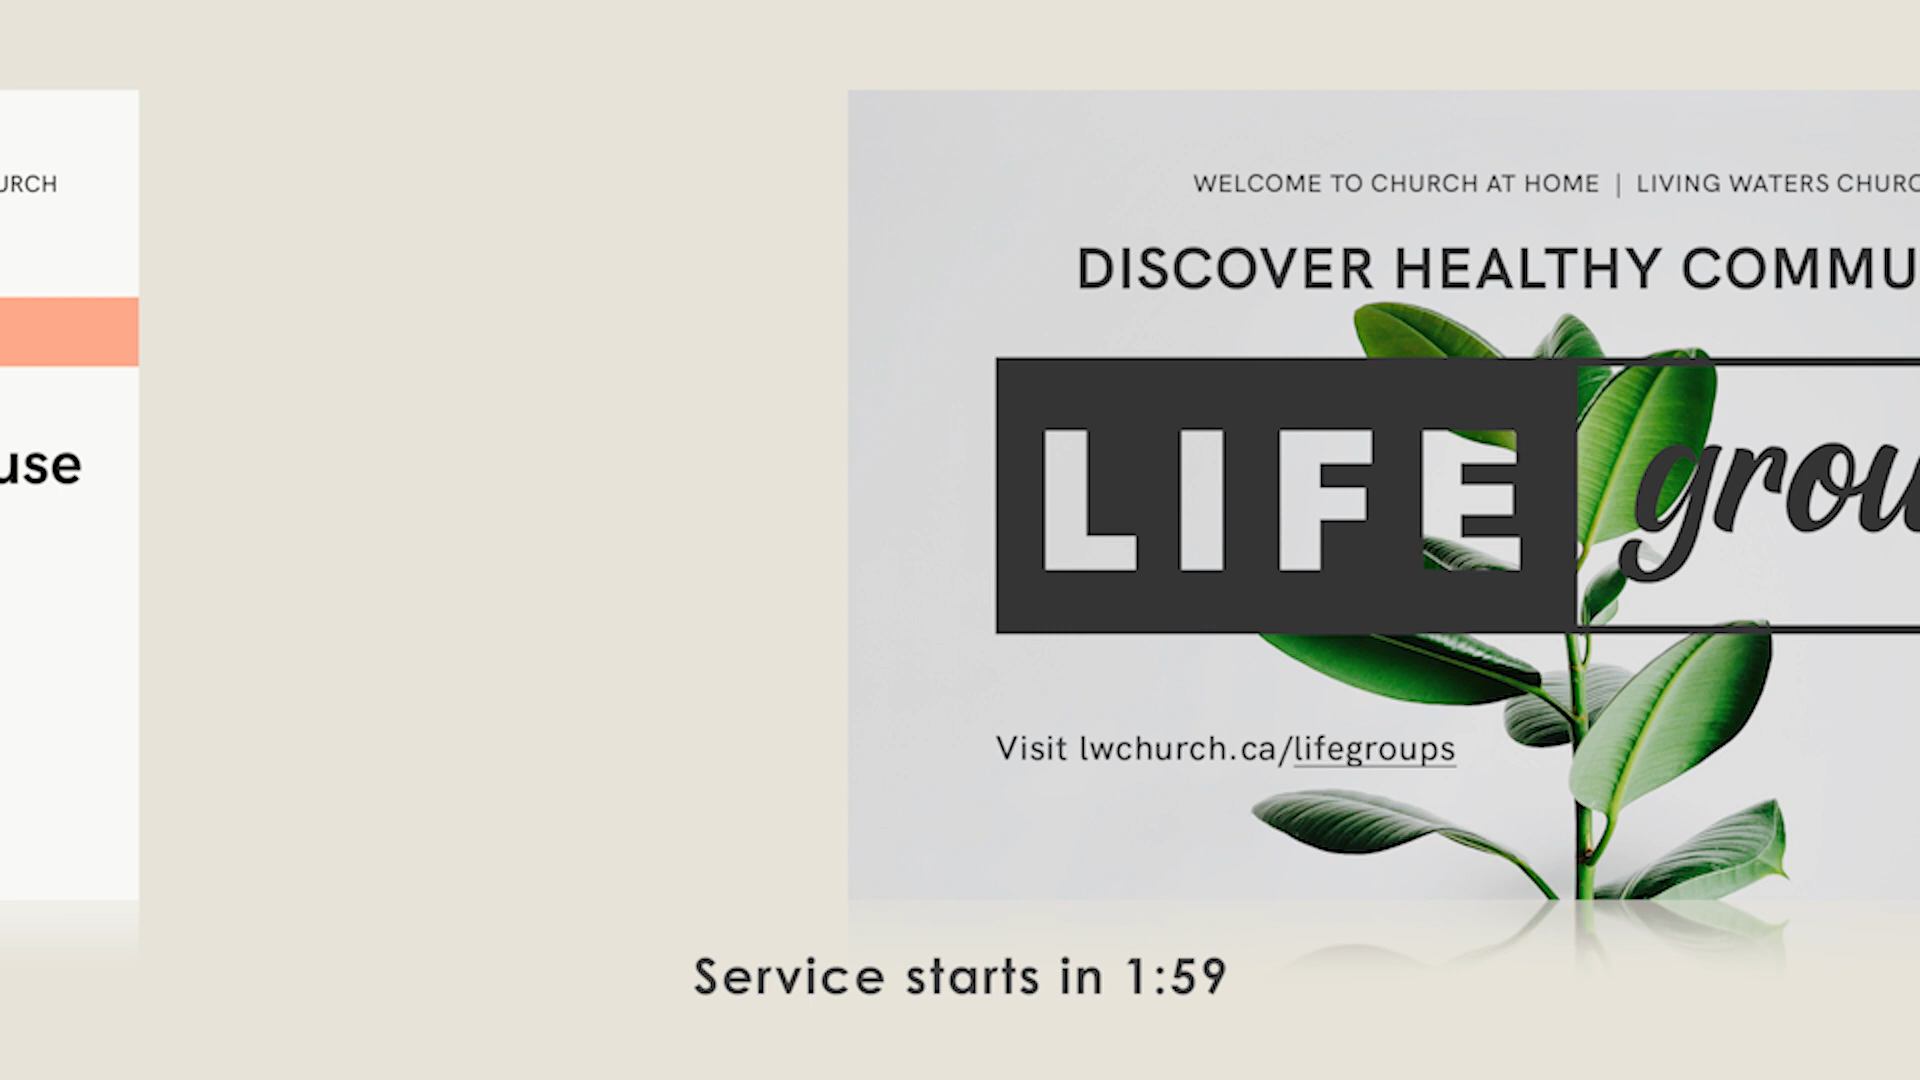 URCH
use
WELCOME TO CHURCH AT HOME | LIVING WATERS CHURC
DISCOVER HEALTHY COMMU
LIFE grou
Visit lwchurch.ca/lifegroups
Service starts in 1:59